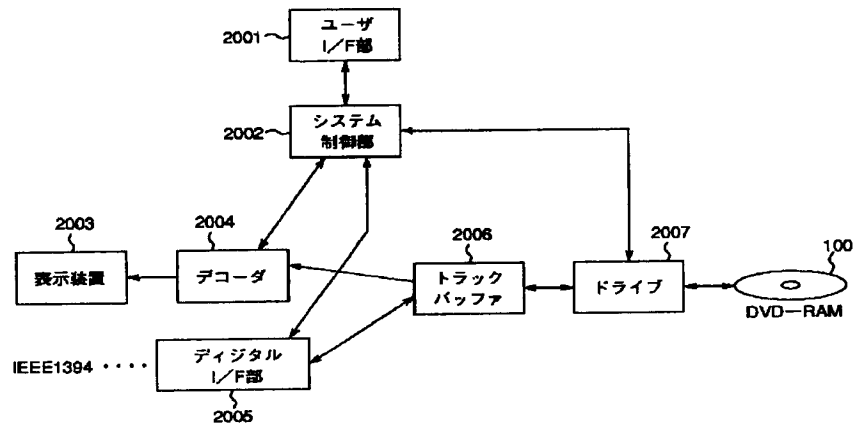 2001
ユーザ
I/F部
2002
システム
制御部
2003
表示装置
2004
デコーダ
2006
トラック
バッファ
2007
ドライブ
100
DVD-RAM
IEEE1394 ････
ディジタル
I/F部
2005